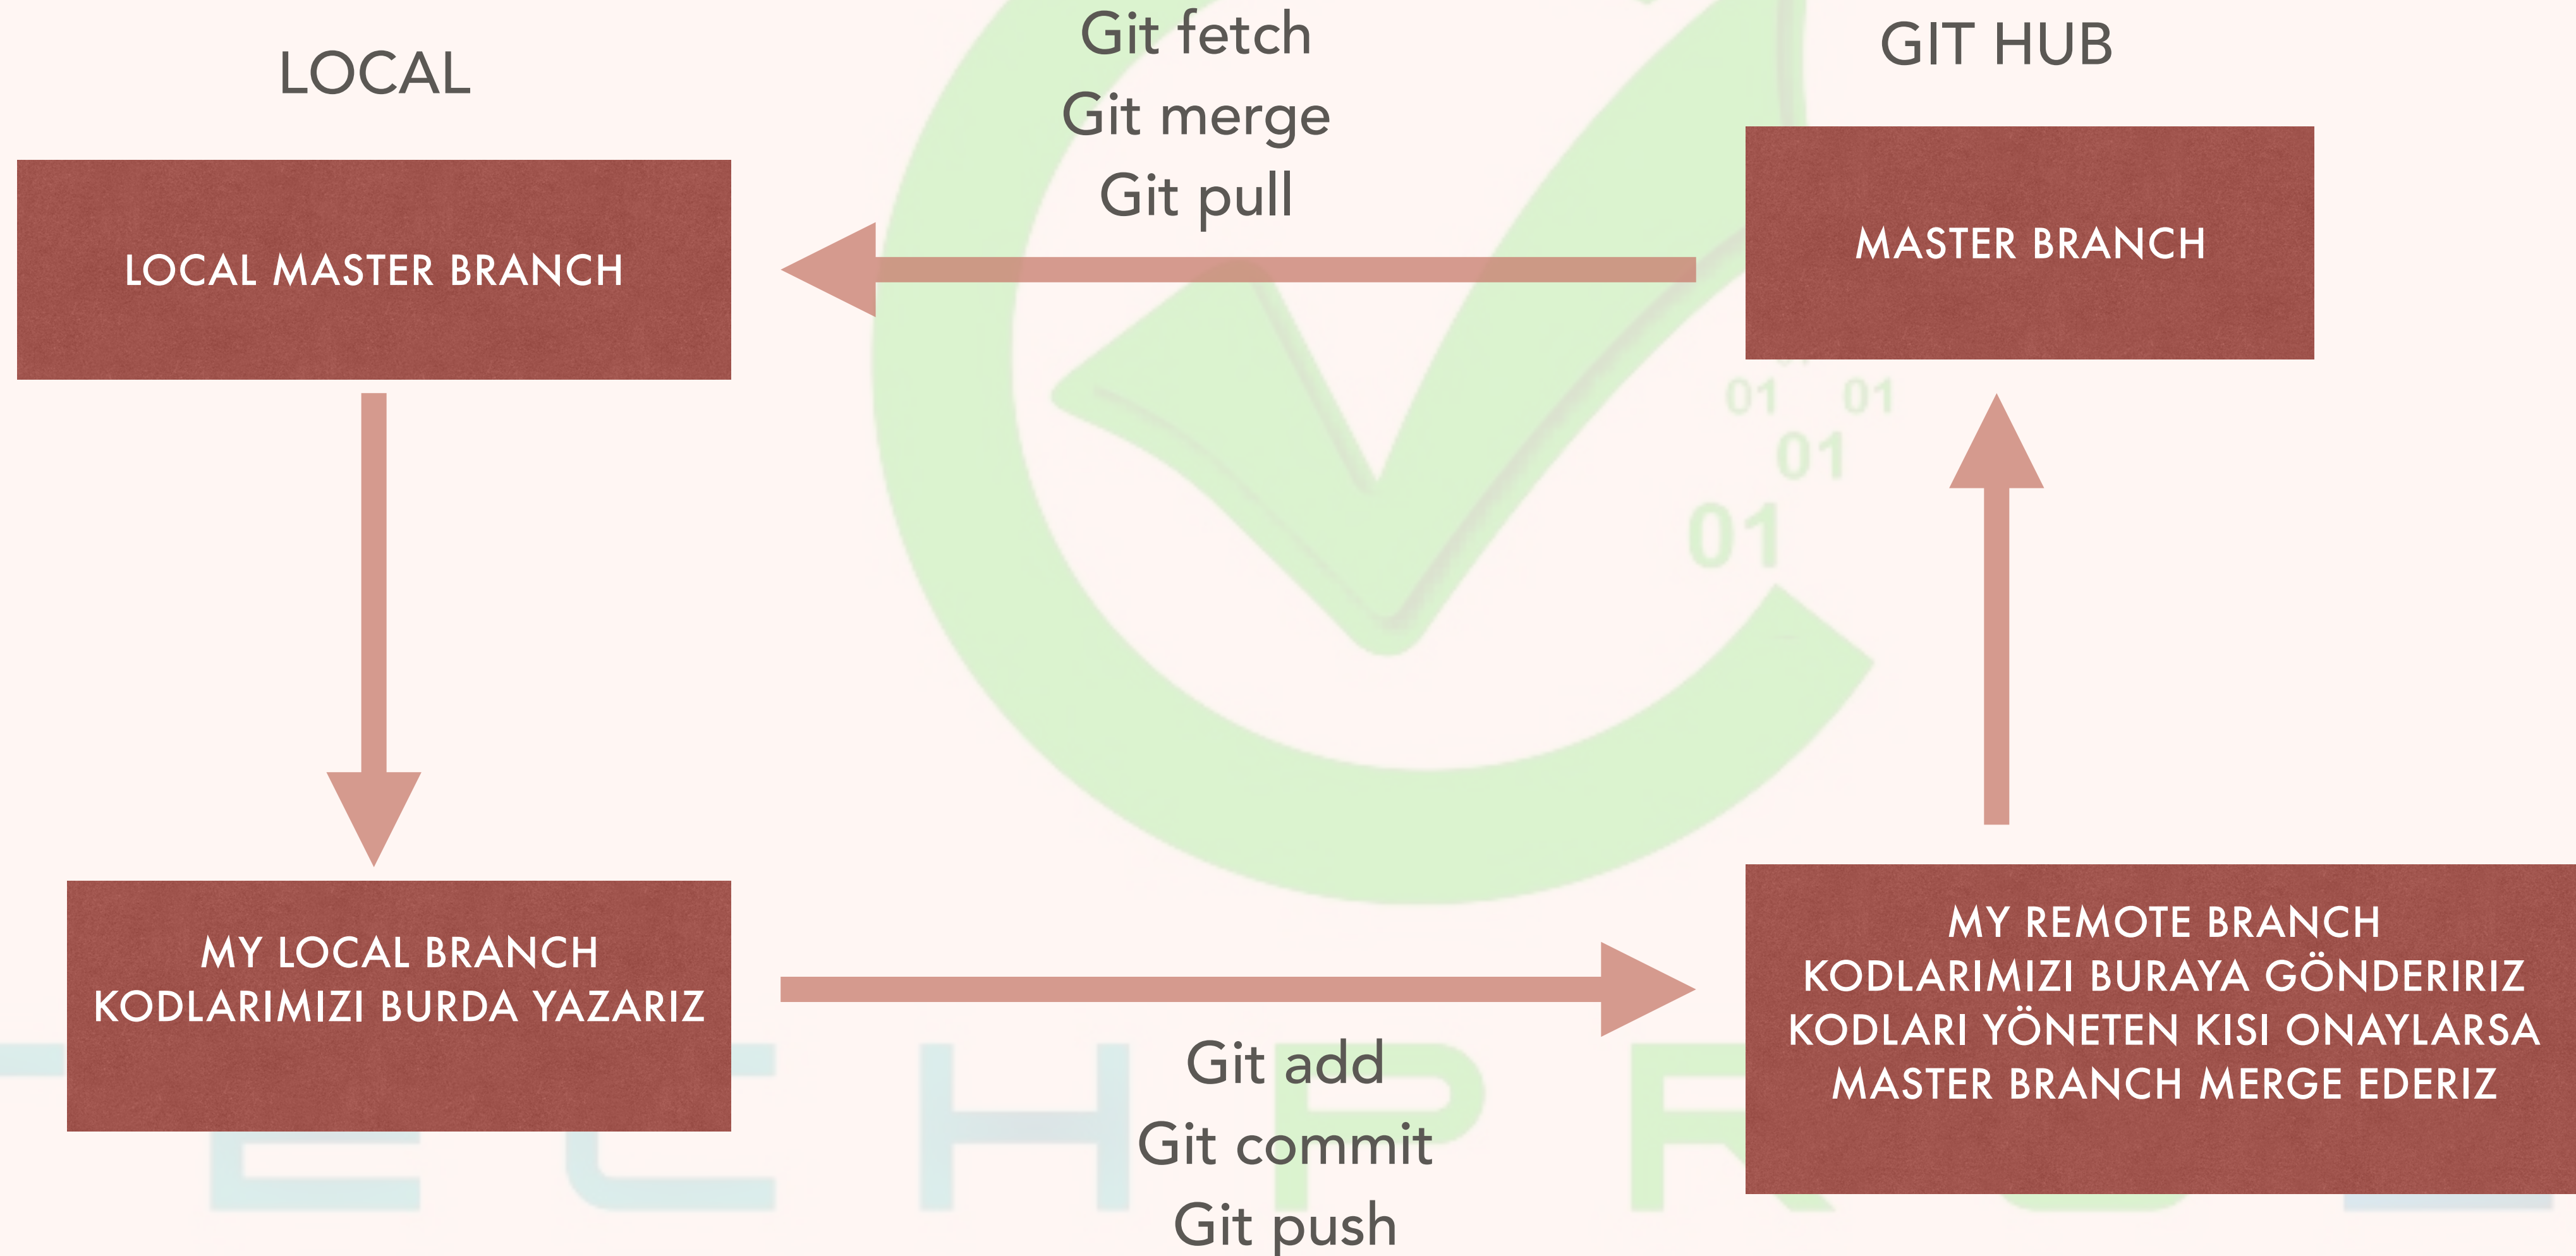 LOCAL
Git fetch
Git merge
Git pull
GIT HUB
LOCAL MASTER BRANCH
MASTER BRANCH
01 01
01
01
MY LOCAL BRANCH
KODLARIMIZI BURDA YAZARIZ
MY REMOTE BRANCH
KODLARIMIZI BURAYA GÖNDERIRIZ
KODLARI YÖNETEN KISI ONAYLARSA
MASTER BRANCH MERGE EDERIZ
Git add
Git commit
Git push